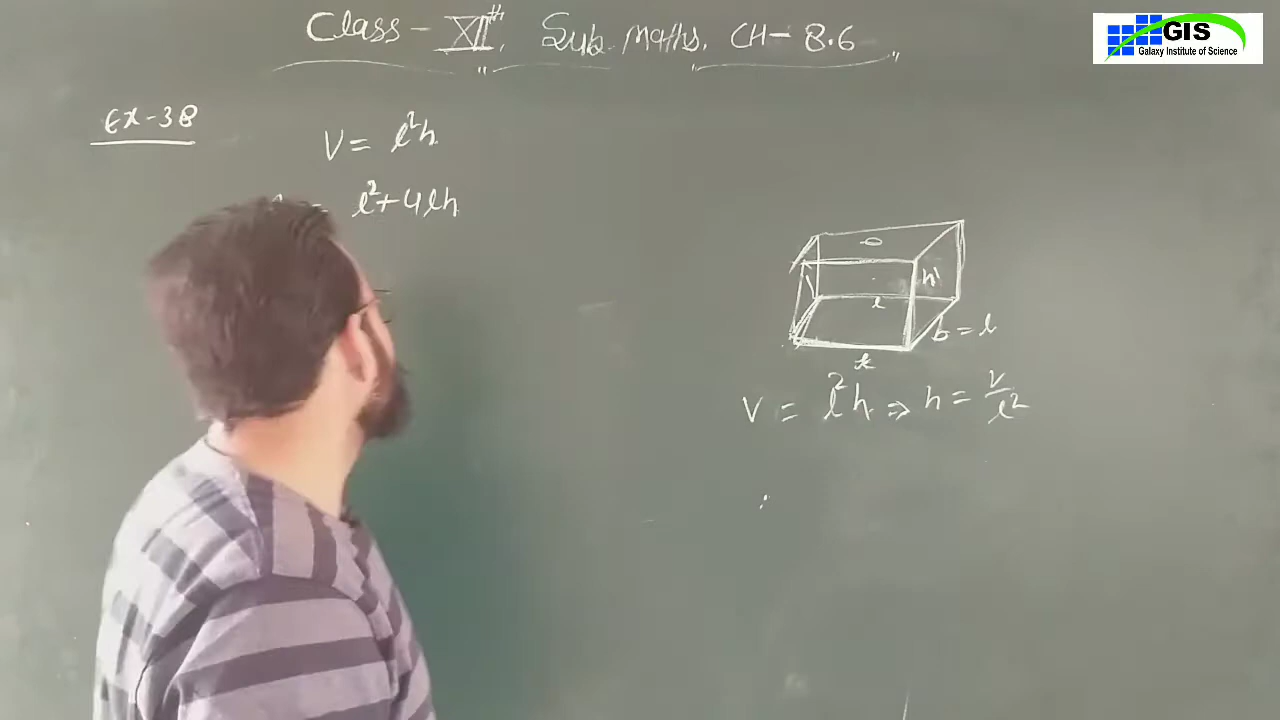 Class - XIIth, Sub. Maths, CH - 8.6
GIS
Galaxy Institute of Science
Ex-38
V = l²h
= l² + 4lh
h
l
b = l
V = l²h ⇒ h = V/l²